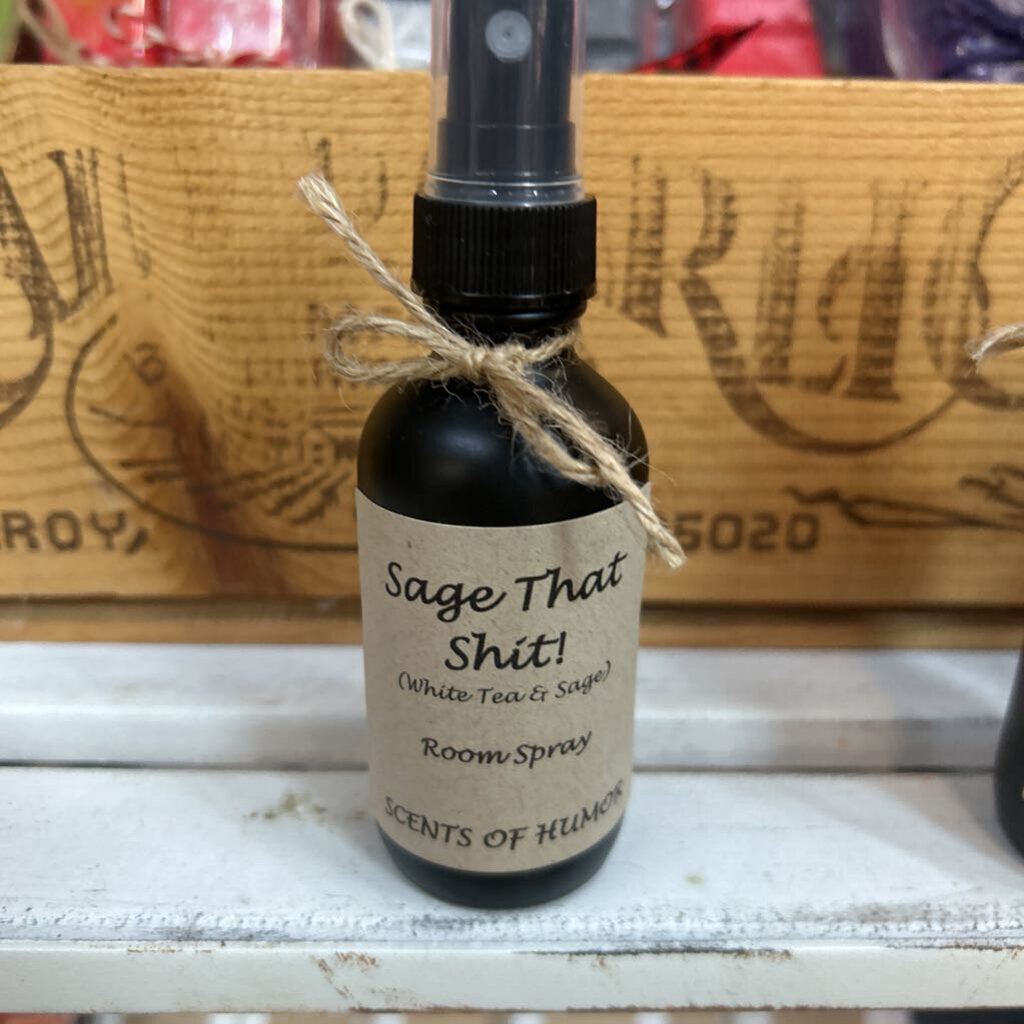 ROY,
5020
Sage That
Shit!
(White Tea & Sage)
Room Spray
SCENTS OF HUMOR